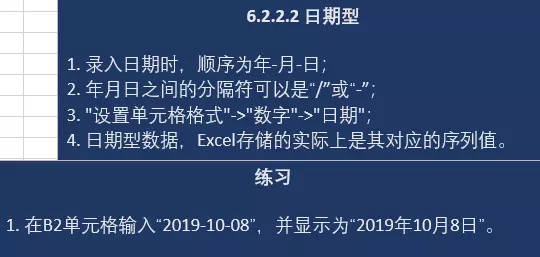 6.2.2.2 日期型
1. 录入日期时，顺序为年-月-日；
2. 年月日之间的分隔符可以是“/”或“-”；
3. "设置单元格格式"->"数字"->"日期"；
4. 日期型数据，Excel存储的实际上是其对应的序列值。
练习
1. 在B2单元格输入“2019-10-08”，并显示为“2019年10月8日”。